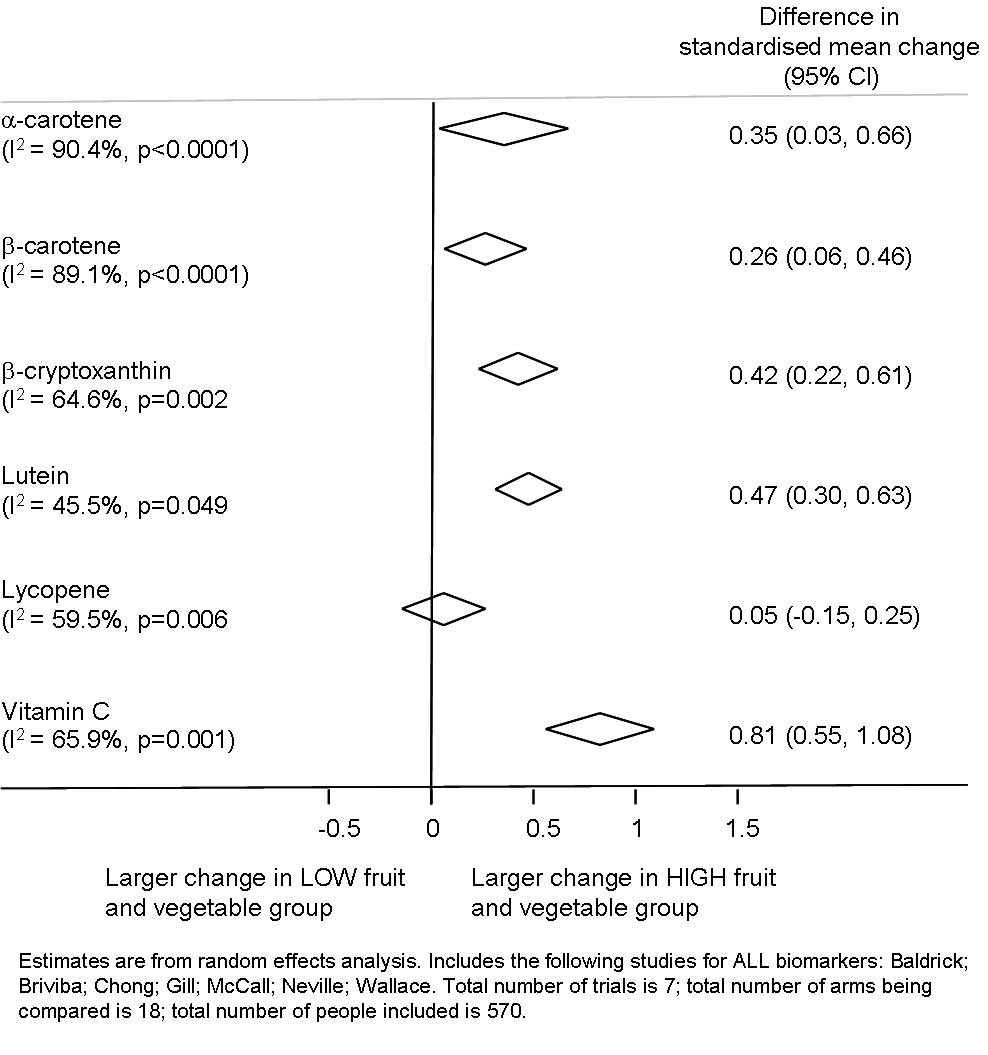 Difference in
standardised mean change
(95% CI)
α-carotene
(I² = 90.4%, p<0.0001)
0.35 (0.03, 0.66)
β-carotene
(I² = 89.1%, p<0.0001)
0.26 (0.06, 0.46)
β-cryptoxanthin
(I² = 64.6%, p=0.002
0.42 (0.22, 0.61)
Lutein
(I² = 45.5%, p=0.049
0.47 (0.30, 0.63)
Lycopene
(I² = 59.5%, p=0.006
0.05 (-0.15, 0.25)
Vitamin C
(I² = 65.9%, p=0.001)
0.81 (0.55, 1.08)
-0.5 0 0.5 1 1.5
Larger change in LOW fruit
and vegetable group
Larger change in HIGH fruit
and vegetable group
Estimates are from random effects analysis. Includes the following studies for ALL biomarkers: Baldrick;
Briviba; Chong; Gill; McCall; Neville; Wallace. Total number of trials is 7; total number of arms being
compared is 18; total number of people included is 570.